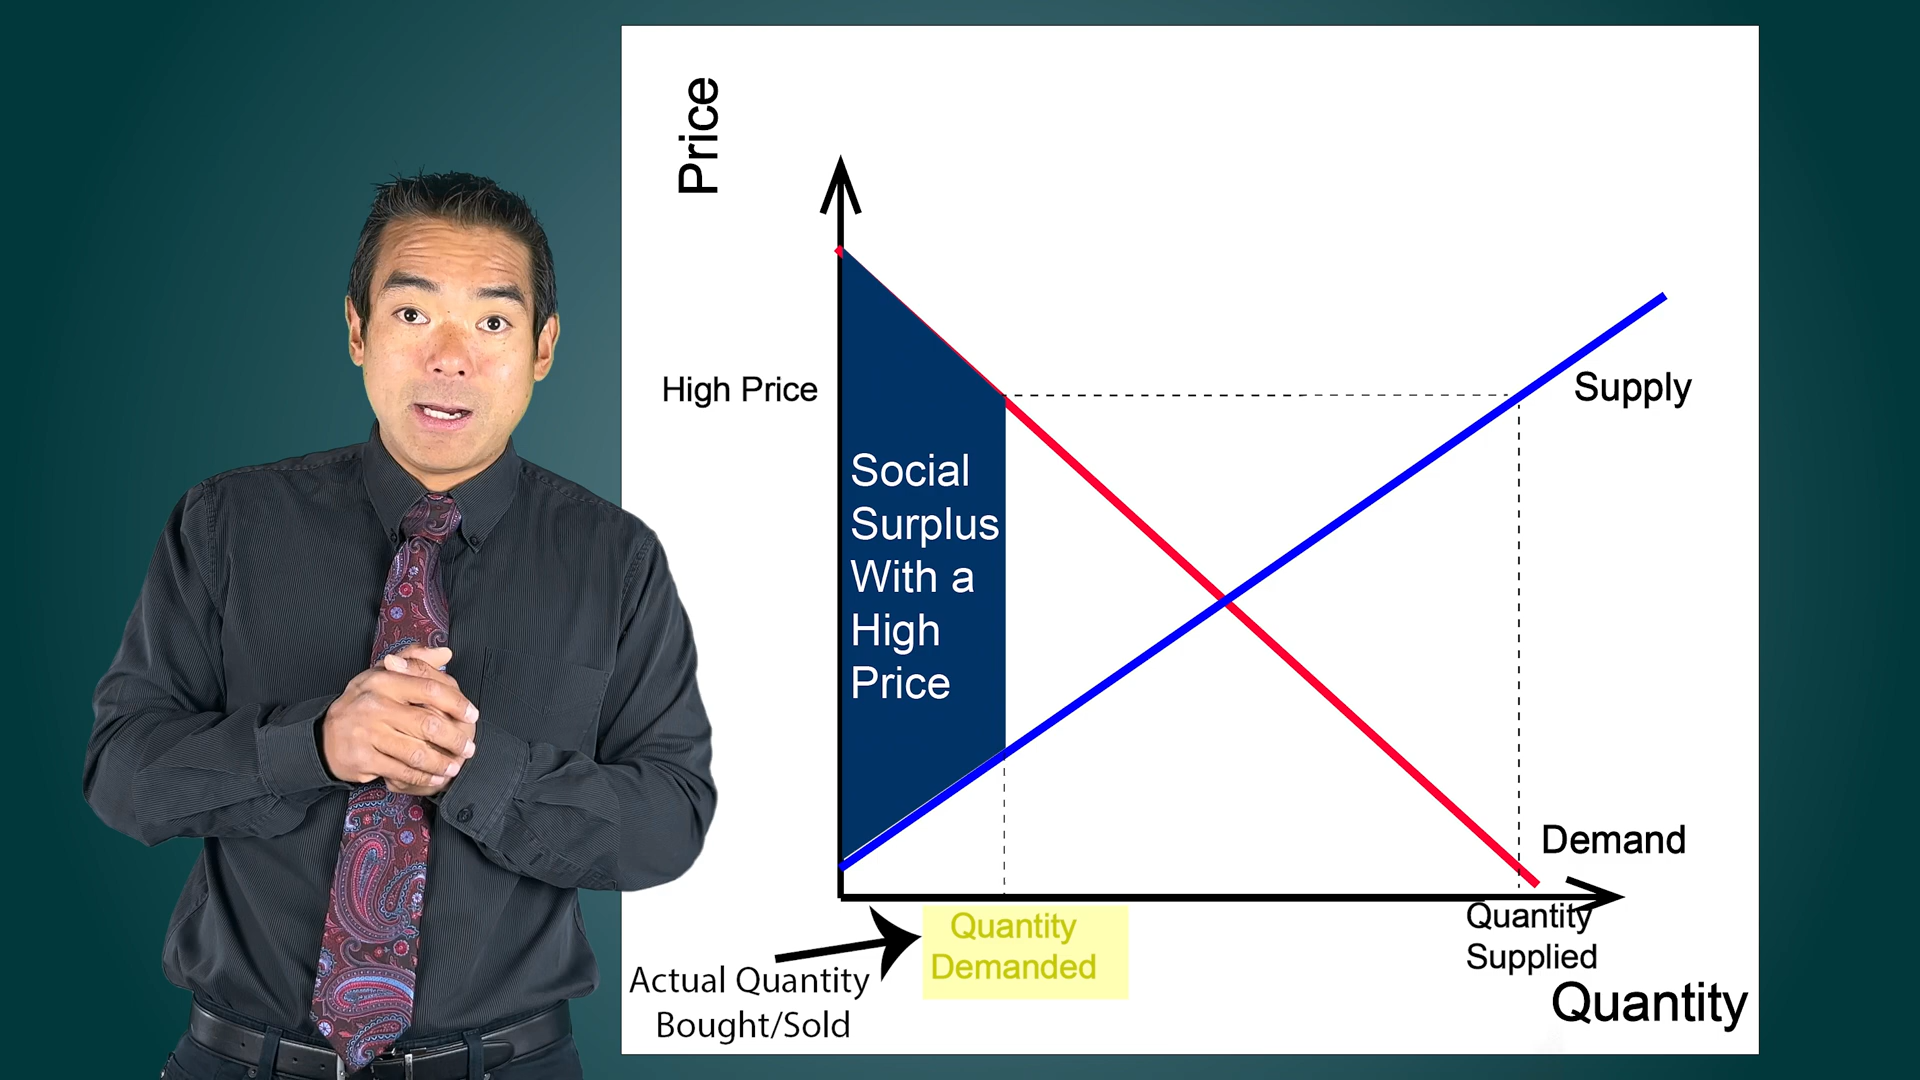 Price
High Price
Supply
Social
Surplus
With a
High
Price
Demand
Quantity
Demanded
Quantity
Supplied
Actual Quantity
Bought/Sold
Quantity